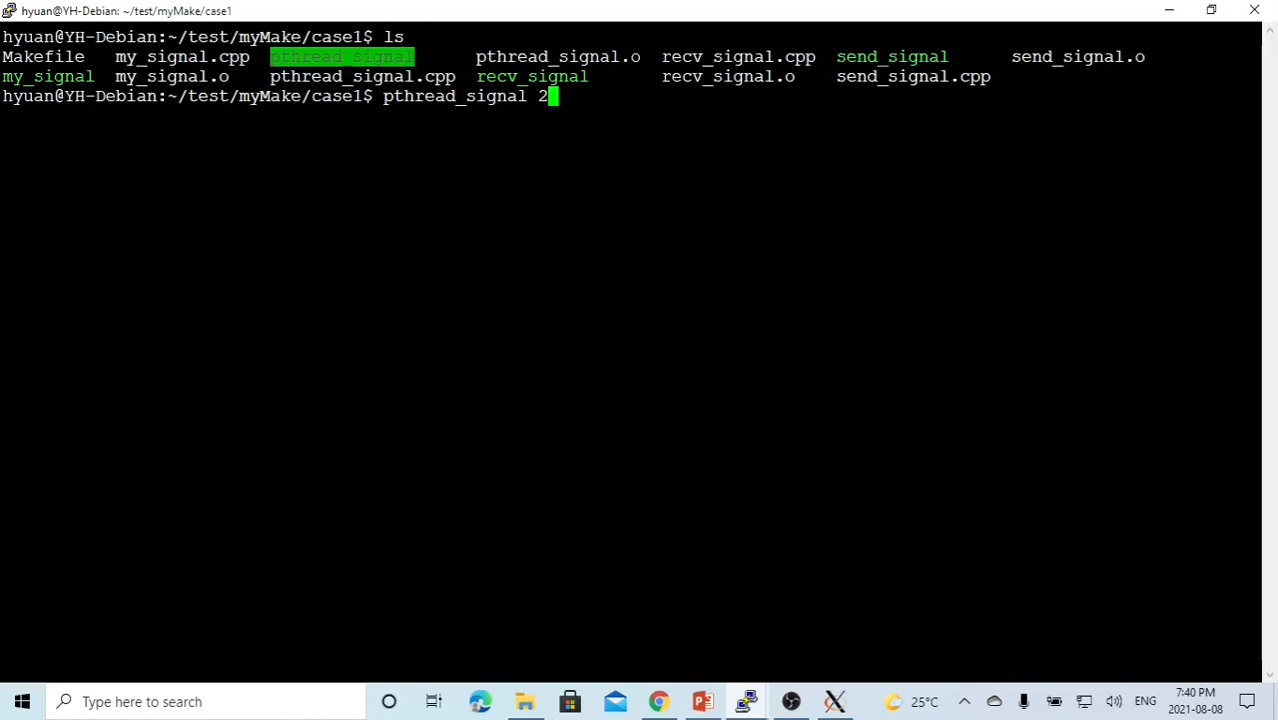 hyuan@YH-Debian: ~/test/myMake/case1
hyuan@YH-Debian:~/test/myMake/case1$ ls
Makefile my_signal.cpp pthread_signal pthread_signal.o recv_signal.cpp send_signal send_signal.o
my_signal my_signal.o pthread_signal.cpp recv_signal recv_signal.o send_signal.cpp
hyuan@YH-Debian:~/test/myMake/case1$ pthread_signal 2
Type here to search
25°C
ENG
7:40 PM
2021-08-08